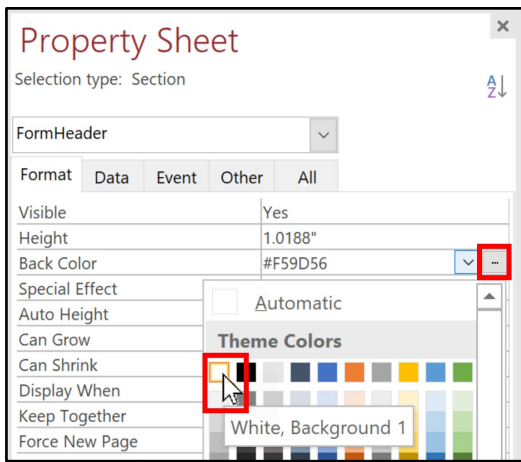 Property Sheet
Selection type: Section
A
Z
FormHeader
Format Data Event Other All
Visible Yes
Height 1.0188"
Back Color #F59D56 ...
Special Effect
Automatic
Auto Height
Can Grow Theme Colors
Can Shrink
Display When
Keep Together White, Background 1
Force New Page